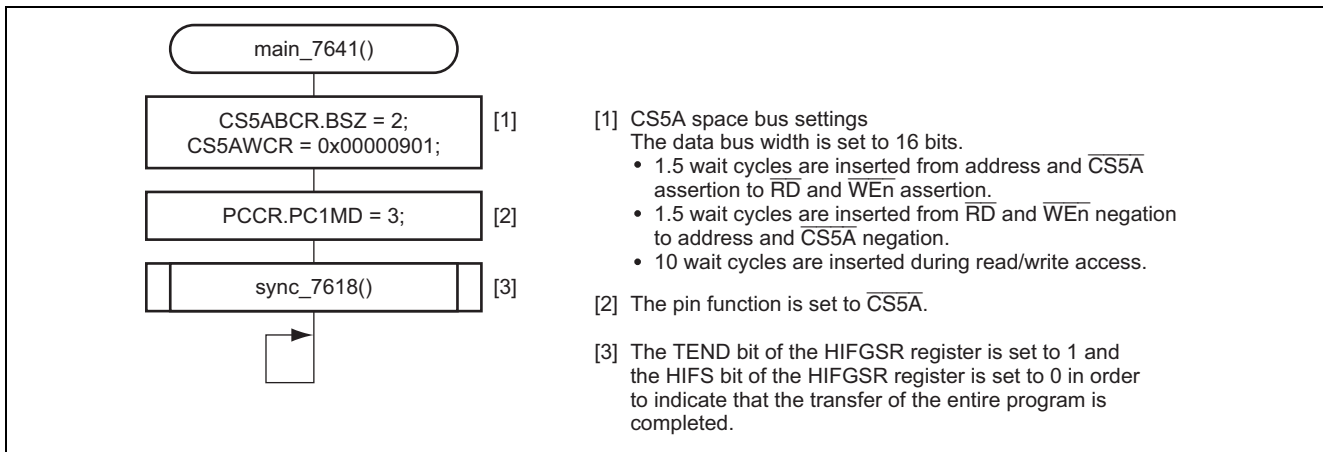 main_7641()
CS5ABCR.BSZ = 2;
CS5AWCR = 0x00000901;
[1]
PCCR.PC1MD = 3;
[2]
sync_7618()
[3]
[1] CS5A space bus settings
The data bus width is set to 16 bits.
• 1.5 wait cycles are inserted from address and CS5A
assertion to RD and WEn assertion.
• 1.5 wait cycles are inserted from RD and WEn negation
to address and CS5A negation.
• 10 wait cycles are inserted during read/write access.
[2] The pin function is set to CS5A.
[3] The TEND bit of the HIFGSR register is set to 1 and
the HIFS bit of the HIFGSR register is set to 0 in order
to indicate that the transfer of the entire program is
completed.